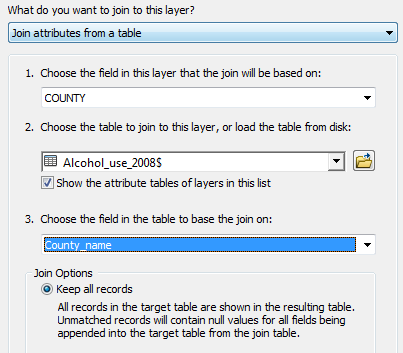 What do you want to join to this layer?
Join attributes from a table
1. Choose the field in this layer that the join will be based on:
COUNTY
2. Choose the table to join to this layer, or load the table from disk:
Alcohol_use_2008$
Show the attribute tables of layers in this list
3. Choose the field in the table to base the join on:
County_name
Join Options
Keep all records
All records in the target table are shown in the resulting table.
Unmatched records will contain null values for all fields being
appended into the target table from the join table.